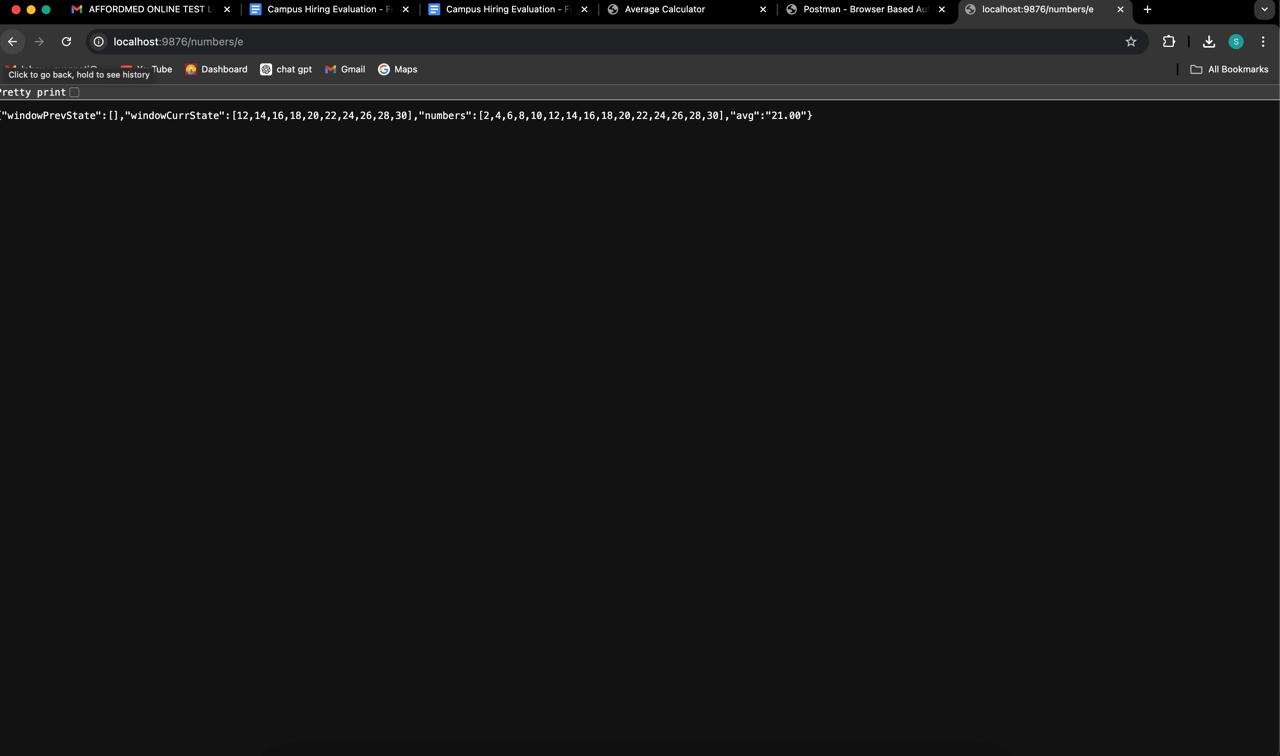 AFFORDMED ONLINE TEST L
Campus Hiring Evaluation - F
Campus Hiring Evaluation - F
Average Calculator
Postman - Browser Based Au
localhost:9876/numbers/e
localhost:9876/numbers/e
S
Click to go back, hold to see history
Tube
Dashboard
chat gpt
Gmail
Maps
All Bookmarks
Pretty print
{"windowPrevState":[],"windowCurrState":[12,14,16,18,20,22,24,26,28,30],"numbers":[2,4,6,8,10,12,14,16,18,20,22,24,26,28,30],"avg":"21.00"}